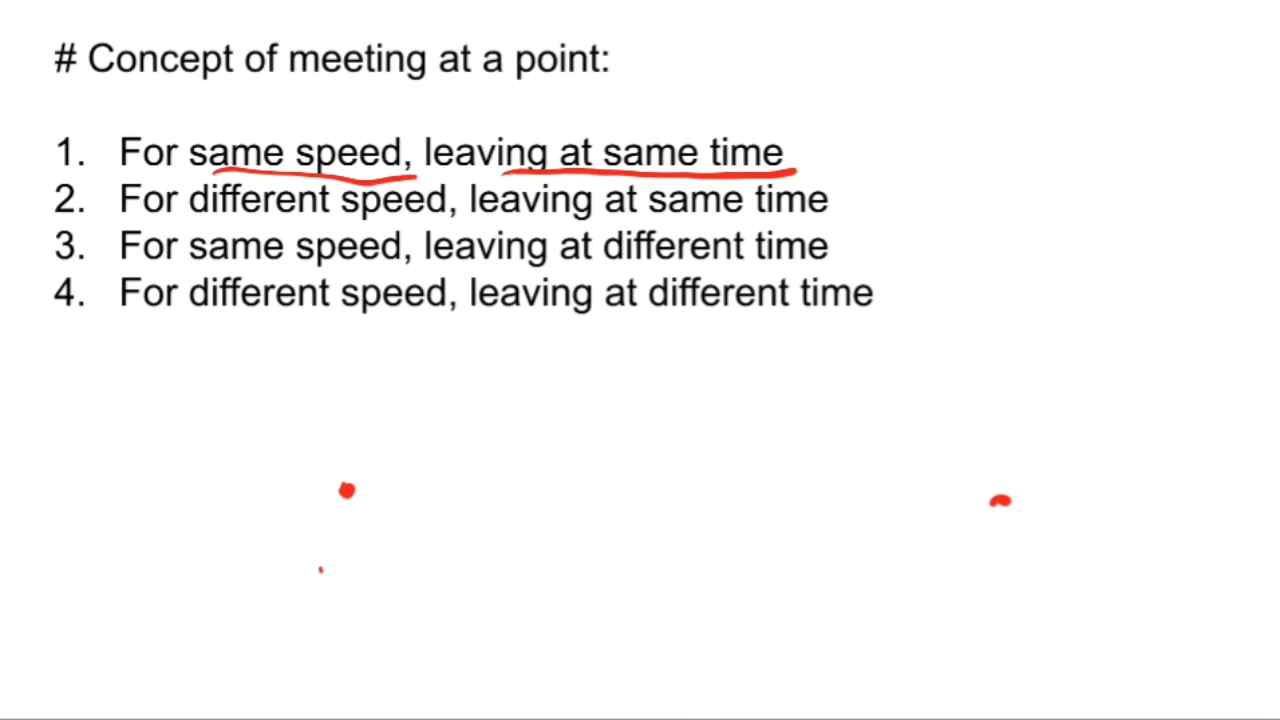 # Concept of meeting at a point:
1. For same speed, leaving at same time
2. For different speed, leaving at same time
3. For same speed, leaving at different time
4. For different speed, leaving at different time